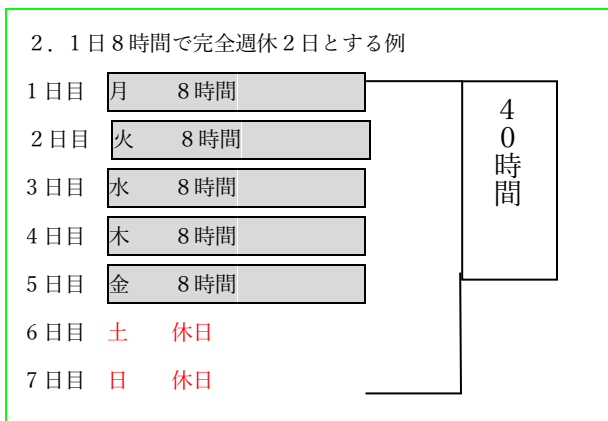 ２．１日８時間で完全週休２日とする例
１日目　月　８時間
２日目　火　８時間
３日目　水　８時間
４日目　木　８時間
５日目　金　８時間
６日目　土　休日
７日目　日　休日
４０時間